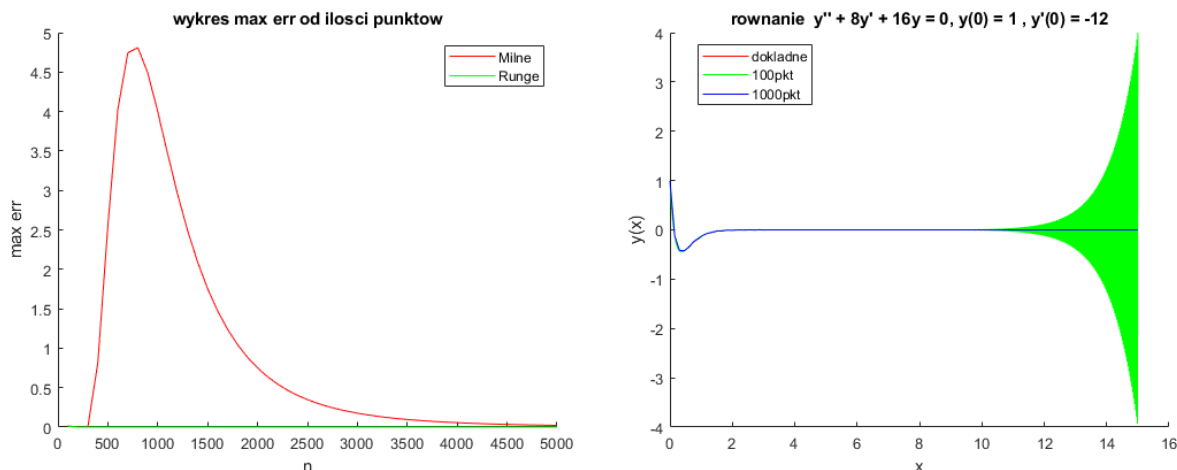 wykres max err od ilosci punktow
max err
5
4.5
4
3.5
3
2.5
2
1.5
1
0.5
0
Milne
Runge
0 500 1000 1500 2000 2500 3000 3500 4000 4500 5000
n
rownanie y'' + 8y' + 16y = 0, y(0) = 1 , y'(0) = -12
y(x)
4
3
2
1
0
-1
-2
-3
-4
dokladne
100pkt
1000pkt
0 2 4 6 8 10 12 14 16
x